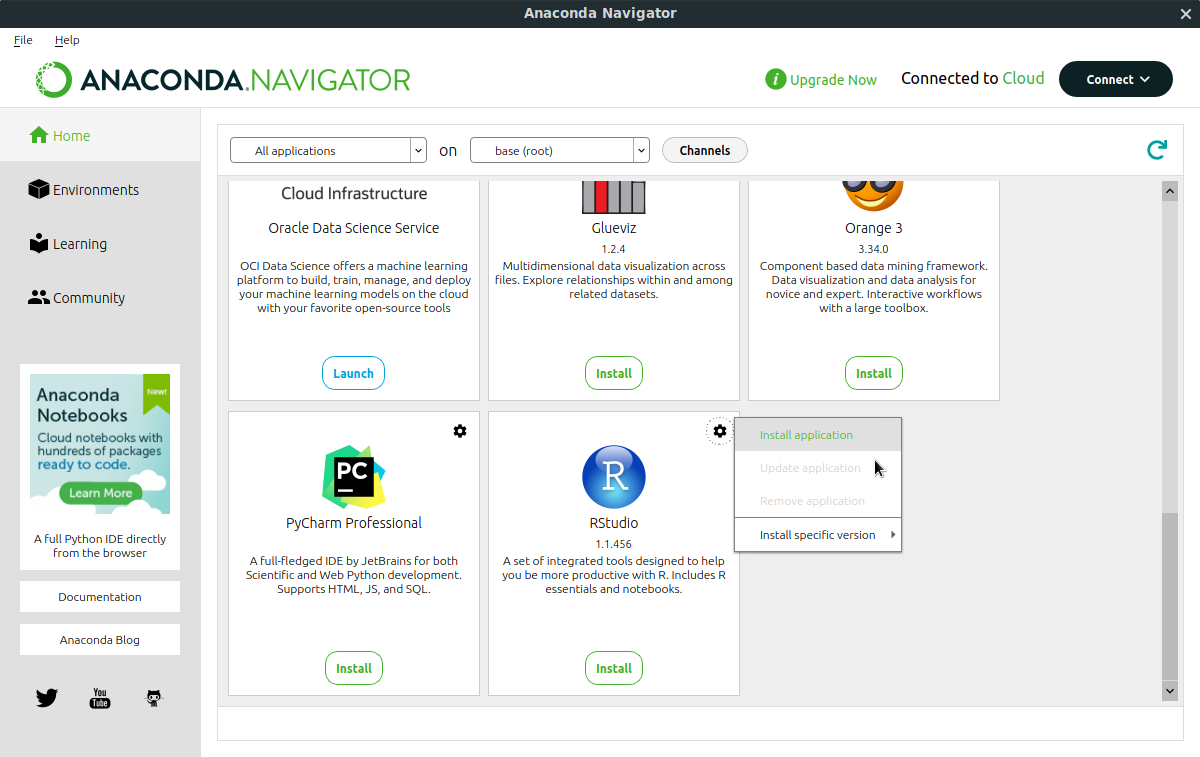 Anaconda Navigator
File Help
ANACONDA.NAVIGATOR
i Upgrade Now
Connected to Cloud
Connect
Home
Environments
Learning
Community
Anaconda
Notebooks
New!
Cloud notebooks with
hundreds of packages
ready to code.
Learn More
A full Python IDE directly
from the browser
Documentation
Anaconda Blog
You
Tube
All applications
on
base (root)
Channels
Cloud Infrastructure
Oracle Data Science Service
OCI Data Science offers a machine learning
platform to build, train, manage, and deploy
your machine learning models on the cloud
with your favorite open-source tools
Launch
Glueviz
1.2.4
Multidimensional data visualization across
files. Explore relationships within and among
related datasets.
Install
Orange 3
3.34.0
Component based data mining framework.
Data visualization and data analysis for
novice and expert. Interactive workflows
with a large toolbox.
Install
PC
PyCharm Professional
A full-fledged IDE by JetBrains for both
Scientific and Web Python development.
Supports HTML, JS, and SQL.
Install
R
RStudio
1.1.456
A set of integrated tools designed to help
you be more productive with R. Includes R
essentials and notebooks.
Install
Install application
Update application
Remove application
Install specific version